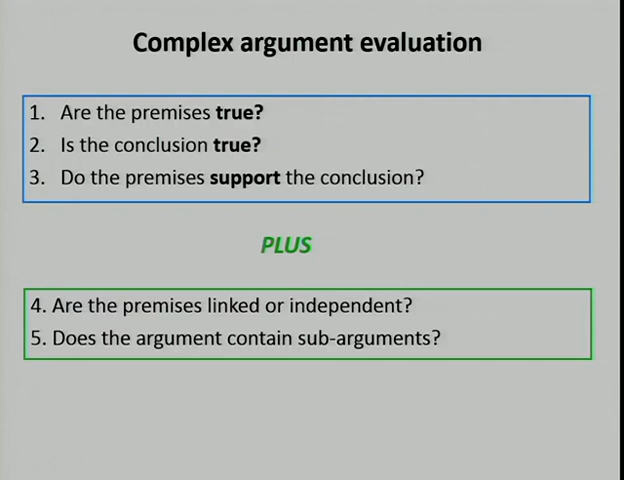 Complex argument evaluation
1. Are the premises true?
2. Is the conclusion true?
3. Do the premises support the conclusion?
PLUS
4. Are the premises linked or independent?
5. Does the argument contain sub-arguments?